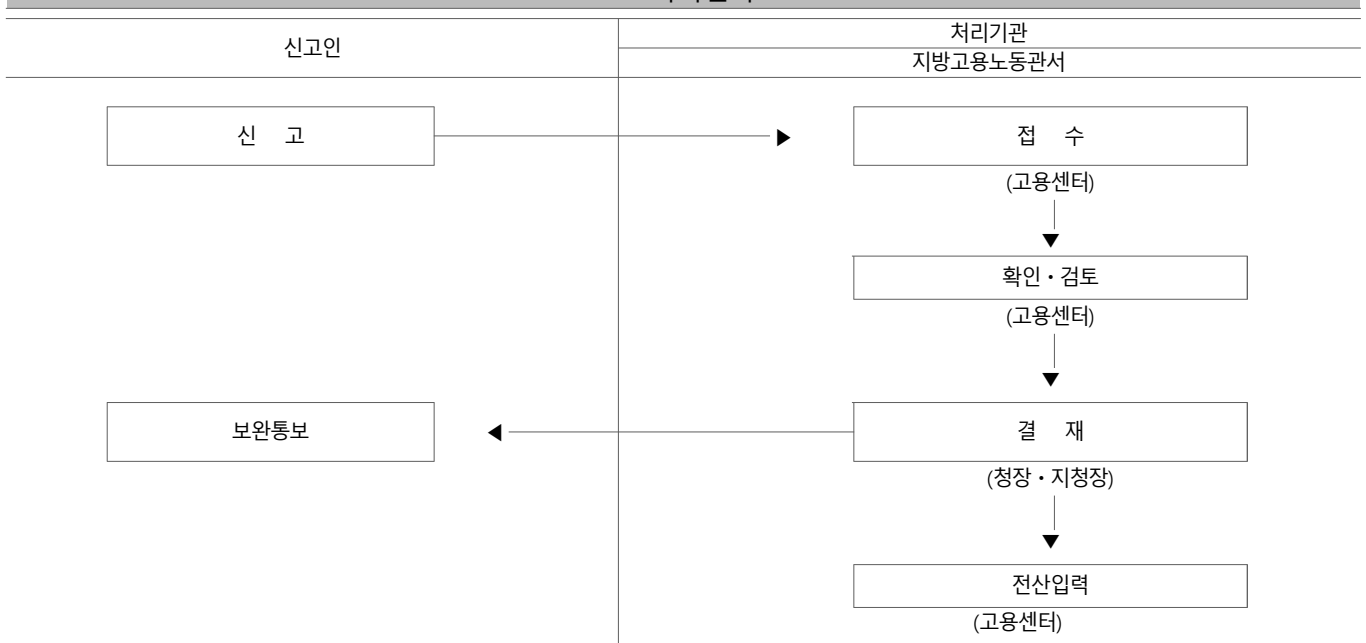 신고인
처리기관
지방고용노동관서
신 고
접 수
(고용센터)
확인・검토
(고용센터)
보완통보
결 재
(청장・지청장)
전산입력
(고용센터)